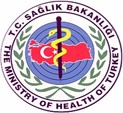 T.C. SAĞLIK BAKANLIĞI
THE MINISTRY OF HEALTH OF TURKEY